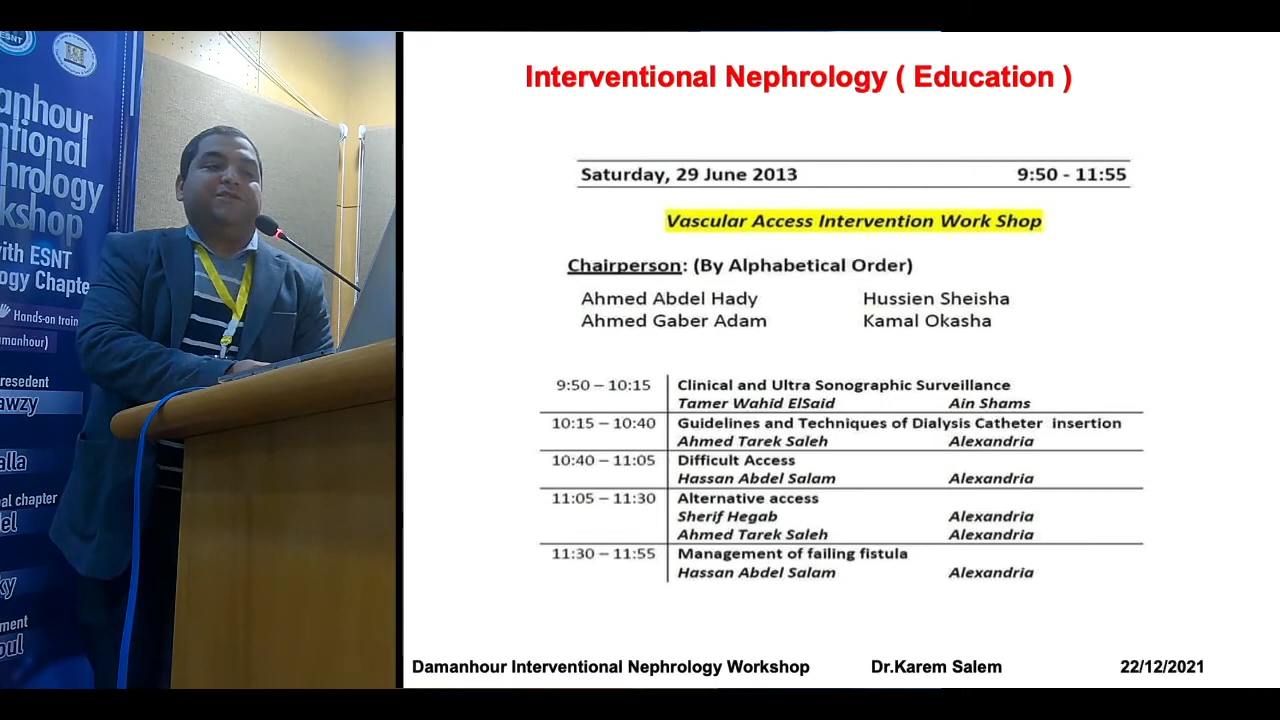 ESNT
anhour
ntional
hrology
kshop
with ESNT
ology Chapte
Hands-on train
amanhour)
resedent
awzy
alla
al chapter
el
ky
ment
oul
Interventional Nephrology ( Education )
Saturday, 29 June 2013 9:50 - 11:55
Vascular Access Intervention Work Shop
Chairperson: (By Alphabetical Order)
Ahmed Abdel Hady Hussien Sheisha
Ahmed Gaber Adam Kamal Okasha
9:50 – 10:15 Clinical and Ultra Sonographic Surveillance
Tamer Wahid ElSaid Ain Shams
10:15 – 10:40 Guidelines and Techniques of Dialysis Catheter insertion
Ahmed Tarek Saleh Alexandria
10:40 – 11:05 Difficult Access
Hassan Abdel Salam Alexandria
11:05 – 11:30 Alternative access
Sherif Hegab Alexandria
Ahmed Tarek Saleh Alexandria
11:30 – 11:55 Management of failing fistula
Hassan Abdel Salam Alexandria
Damanhour Interventional Nephrology Workshop Dr.Karem Salem 22/12/2021